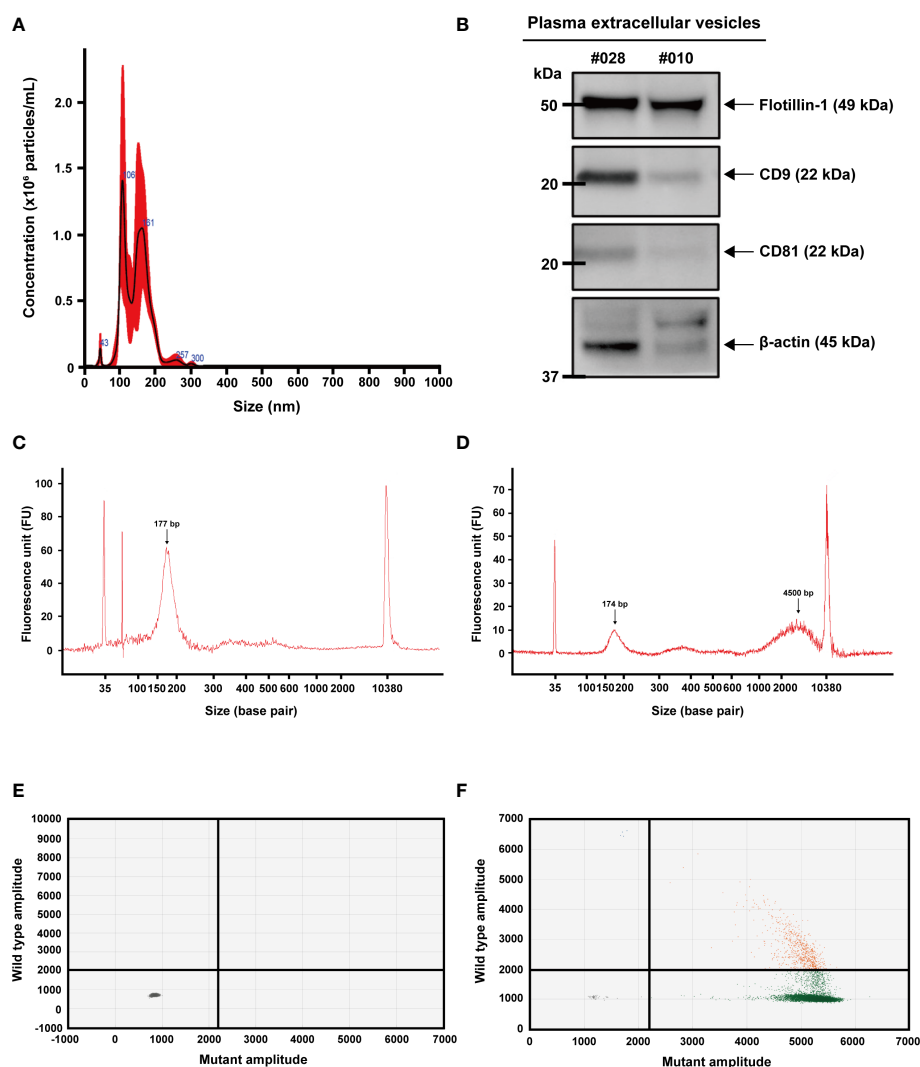 A
Concentration (x10⁶ particles/mL)
2.0
1.5
1.0
0.5
0
43
06
61
257
300
0 100 200 300 400 500 600 700 800 900 1000
Size (nm)
B
Plasma extracellular vesicles
#028 #010
kDa
50
Flotillin-1 (49 kDa)
20
CD9 (22 kDa)
20
CD81 (22 kDa)
β-actin (45 kDa)
37
C
Fluorescence unit (FU)
100
80
60
40
20
0
177 bp
35 100 150 200 300 400 500 600 1000 2000 10380
Size (base pair)
D
Fluorescence unit (FU)
70
60
50
40
30
20
10
0
174 bp
4500 bp
35 100 150 200 300 400 500 600 1000 2000 10380
Size (base pair)
E
Wild type amplitude
10000
9000
8000
7000
6000
5000
4000
3000
2000
1000
0
-1000
-1000 0 1000 2000 3000 4000 5000 6000 7000
Mutant amplitude
F
Wild type amplitude
7000
6000
5000
4000
3000
2000
1000
0
0 1000 2000 3000 4000 5000 6000 7000
Mutant amplitude